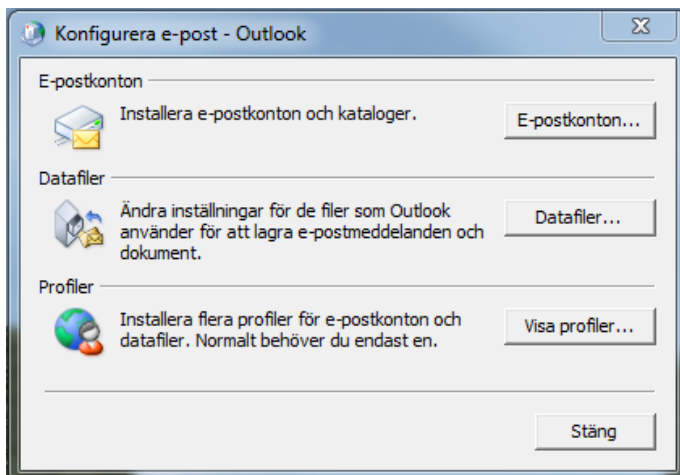 Konfigurera e-post - Outlook
E-postkonton
Installera e-postkonton och kataloger.
E-postkonton...
Datafiler
Ändra inställningar för de filer som Outlook
använder för att lagra e-postmeddelanden och
dokument.
Datafiler...
Profiler
Installera flera profiler för e-postkonton och
datafiler. Normalt behöver du endast en.
Visa profiler...
Stäng